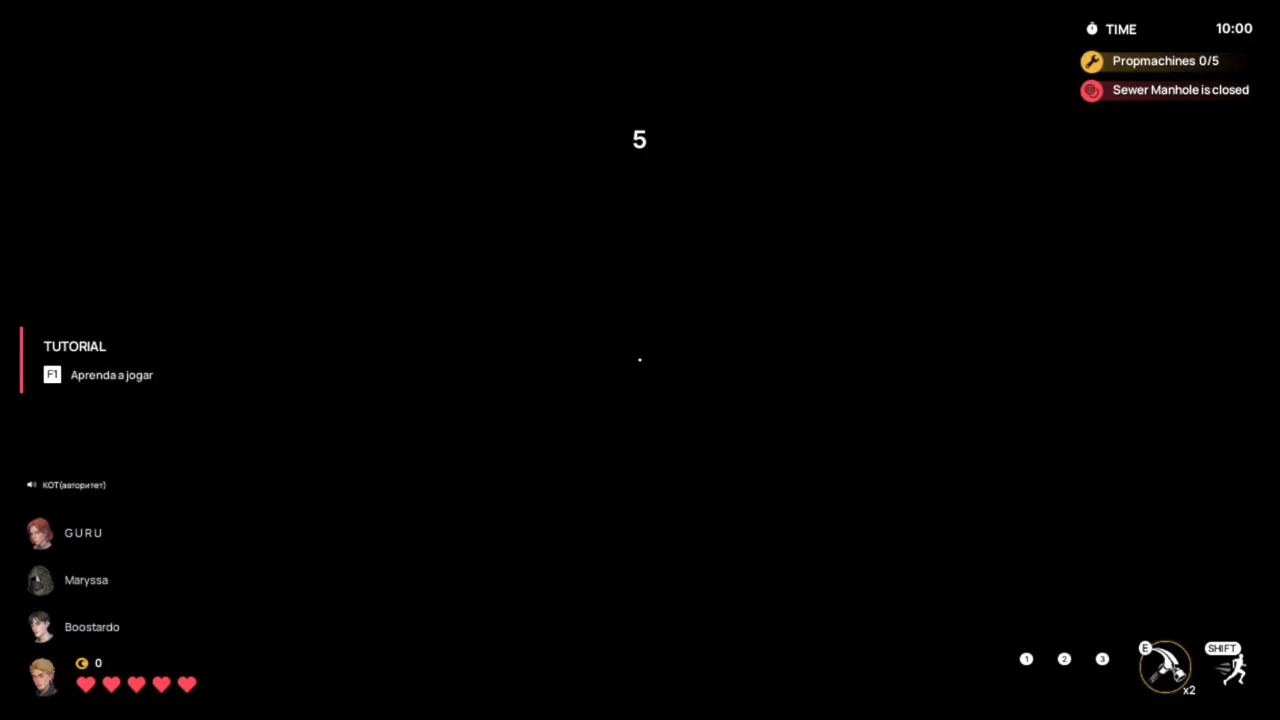 TIME 10:00
Propmachines 0/5
Sewer Manhole is closed
5
TUTORIAL
F1 Aprenda a jogar
КОТ(авторитет)
GURU
Maryssa
Boostardo
0
1 2 3
E
x2
SHIFT